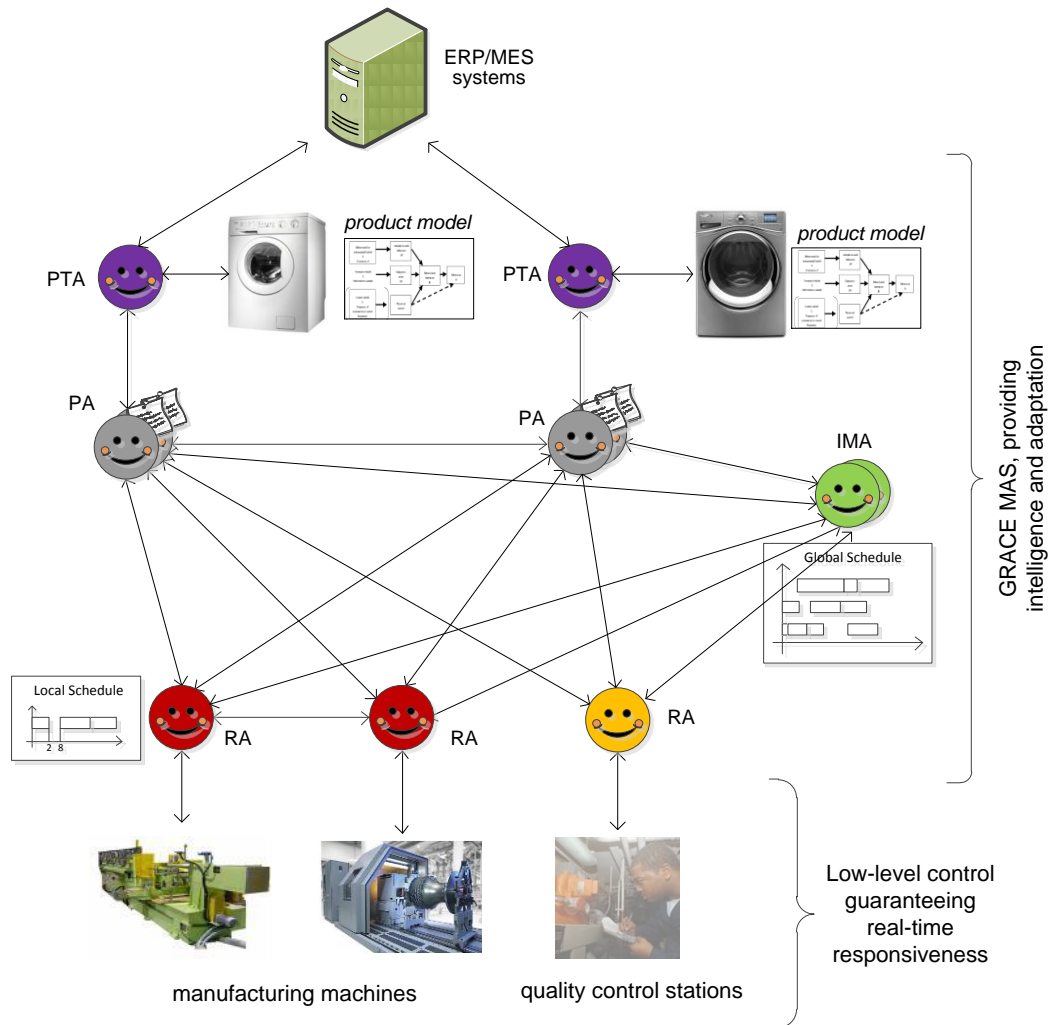 ERP/MES
systems
product model
product model
PTA
PTA
PA
PA
IMA
Global Schedule
GRACE MAS, providing
intelligence and adaptation
Local Schedule
2 8
RA
RA
RA
Low-level control
guaranteeing
real-time
responsiveness
manufacturing machines
quality control stations